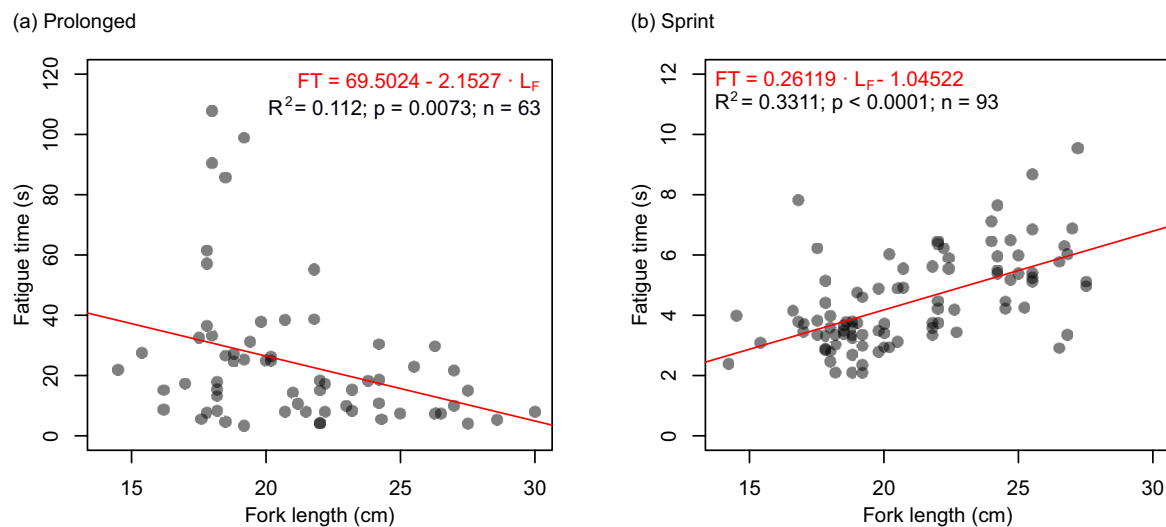 (a) Prolonged
FT = 69.5024 - 2.1527 · L_F
R² = 0.112; p = 0.0073; n = 63
Fatigue time (s)
0 20 40 60 80 100 120
15 20 25 30
Fork length (cm)
(b) Sprint
FT = 0.26119 · L_F - 1.04522
R² = 0.3311; p < 0.0001; n = 93
Fatigue time (s)
0 2 4 6 8 10 12
15 20 25 30
Fork length (cm)